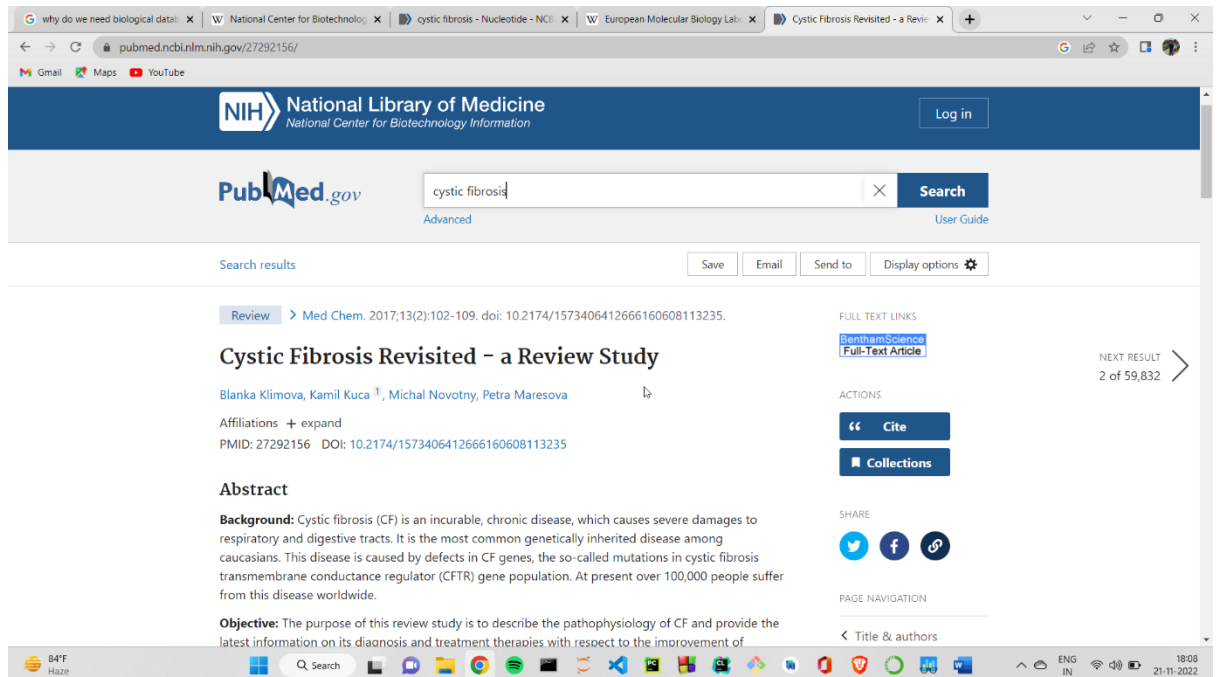 why do we need biological datab
National Center for Biotechnolog
cystic fibrosis - Nucleotide - NCB
European Molecular Biology Labo
Cystic Fibrosis Revisited - a Revie
pubmed.ncbi.nlm.nih.gov/27292156/
Gmail Maps YouTube
NIH National Library of Medicine
National Center for Biotechnology Information
Log in
PubMed.gov
cystic fibrosis
Search
Advanced
User Guide
Search results
Save Email Send to Display options
Review Med Chem. 2017;13(2):102-109. doi: 10.2174/1573406412666160608113235.
Cystic Fibrosis Revisited - a Review Study
Blanka Klimova, Kamil Kuca 1, Michal Novotny, Petra Maresova
Affiliations + expand
PMID: 27292156 DOI: 10.2174/1573406412666160608113235
Abstract
Background: Cystic fibrosis (CF) is an incurable, chronic disease, which causes severe damages to
respiratory and digestive tracts. It is the most common genetically inherited disease among
caucasians. This disease is caused by defects in CF genes, the so-called mutations in cystic fibrosis
transmembrane conductance regulator (CFTR) gene population. At present over 100,000 people suffer
from this disease worldwide.
Objective: The purpose of this review study is to describe the pathophysiology of CF and provide the
latest information on its diagnosis and treatment therapies with respect to the improvement of
FULL TEXT LINKS
BenthamScience
Full-Text Article
ACTIONS
Cite
Collections
SHARE
PAGE NAVIGATION
Title & authors
NEXT RESULT
2 of 59,832
84°F
Haze
Search
ENG
IN
18:08
21-11-2022